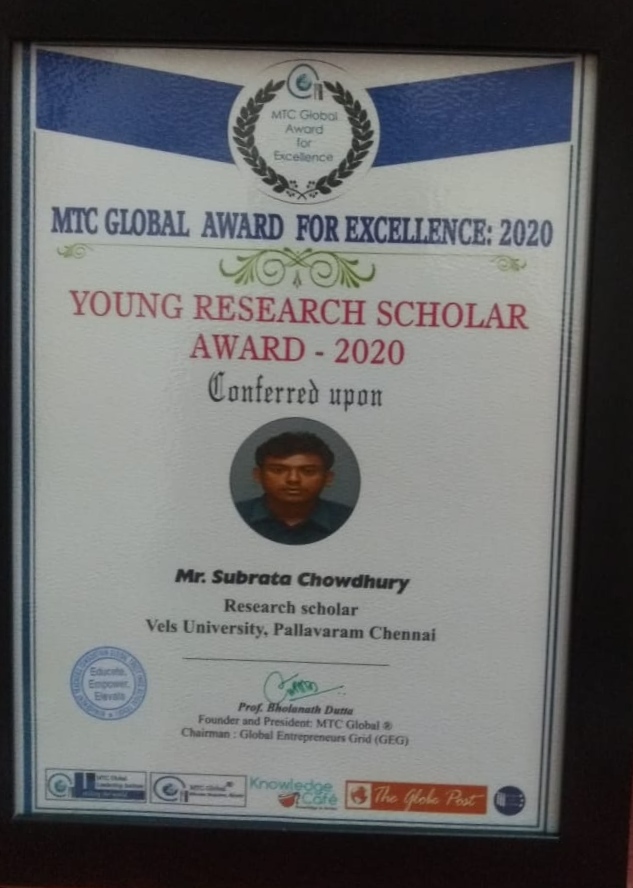 MTC Global
Award
for
Excellence
MTC GLOBAL AWARD FOR EXCELLENCE: 2020
YOUNG RESEARCH SCHOLAR
AWARD - 2020
Conferred upon
Mr. Subrata Chowdhury
Research scholar
Vels University, Pallavaram Chennai
Educate,
Empower,
Elevate
Prof. Bholanath Dutta
Founder and President: MTC Global ®
Chairman : Global Entrepreneurs Grid (GEG)
MTC Global
MTC Global®
Knowledge
Café
The Globe Post